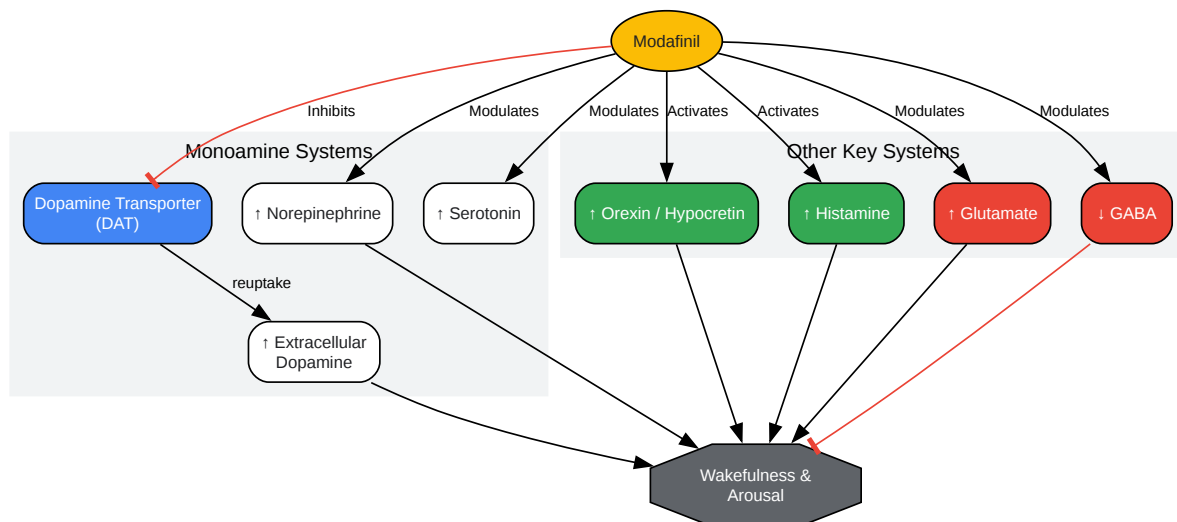 Modafinil
Inhibits
Modulates
Modulates
Activates
Activates
Modulates
Modulates
Monoamine Systems
Other Key Systems
Dopamine Transporter
(DAT)
↑ Norepinephrine
↑ Serotonin
↑ Orexin / Hypocretin
↑ Histamine
↑ Glutamate
↓ GABA
reuptake
↑ Extracellular
Dopamine
Wakefulness &
Arousal